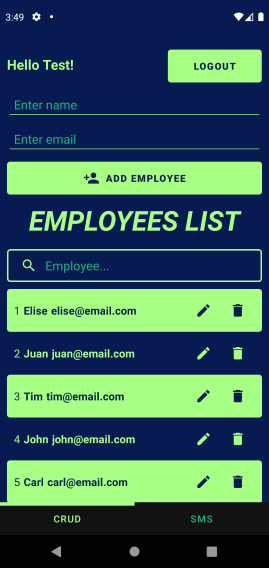 3:49
Hello Test!
LOGOUT
Enter name
Enter email
ADD EMPLOYEE
EMPLOYEES LIST
Employee...
1 Elise elise@email.com
2 Juan juan@email.com
3 Tim tim@email.com
4 John john@email.com
5 Carl carl@email.com
CRUD SMS